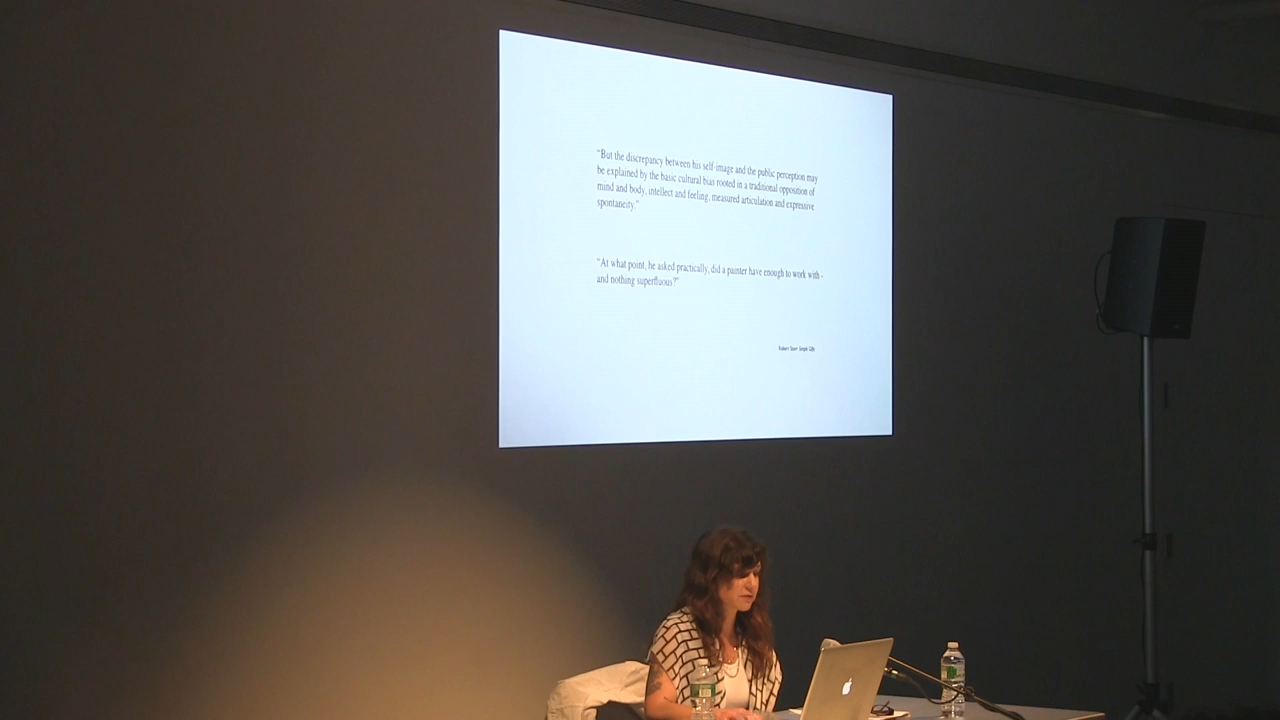 “But the discrepancy between his self-image and the public perception may
be explained by the basic cultural bias rooted in a traditional opposition of
mind and body, intellect and feeling, measured articulation and expressive
spontaneity.”
“At what point, he asked practically, did a painter have enough to work with -
and nothing superfluous?”